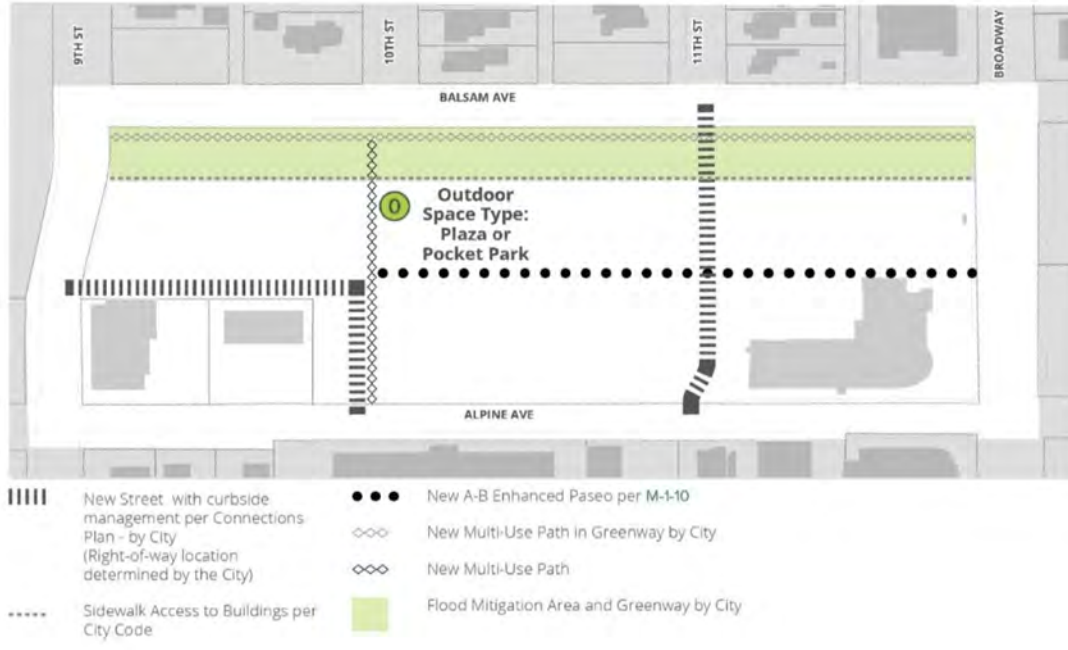 9TH ST
10TH ST
11TH ST
BROADWAY
BALSAM AVE
O
Outdoor
Space Type:
Plaza or
Pocket Park
ALPINE AVE
New Street with curbside
management per Connections
Plan - by City
(Right-of-way location
determined by the City)
Sidewalk Access to Buildings per
City Code
New A-B Enhanced Paseo per M-1-10
New Multi-Use Path in Greenway by City
New Multi-Use Path
Flood Mitigation Area and Greenway by City